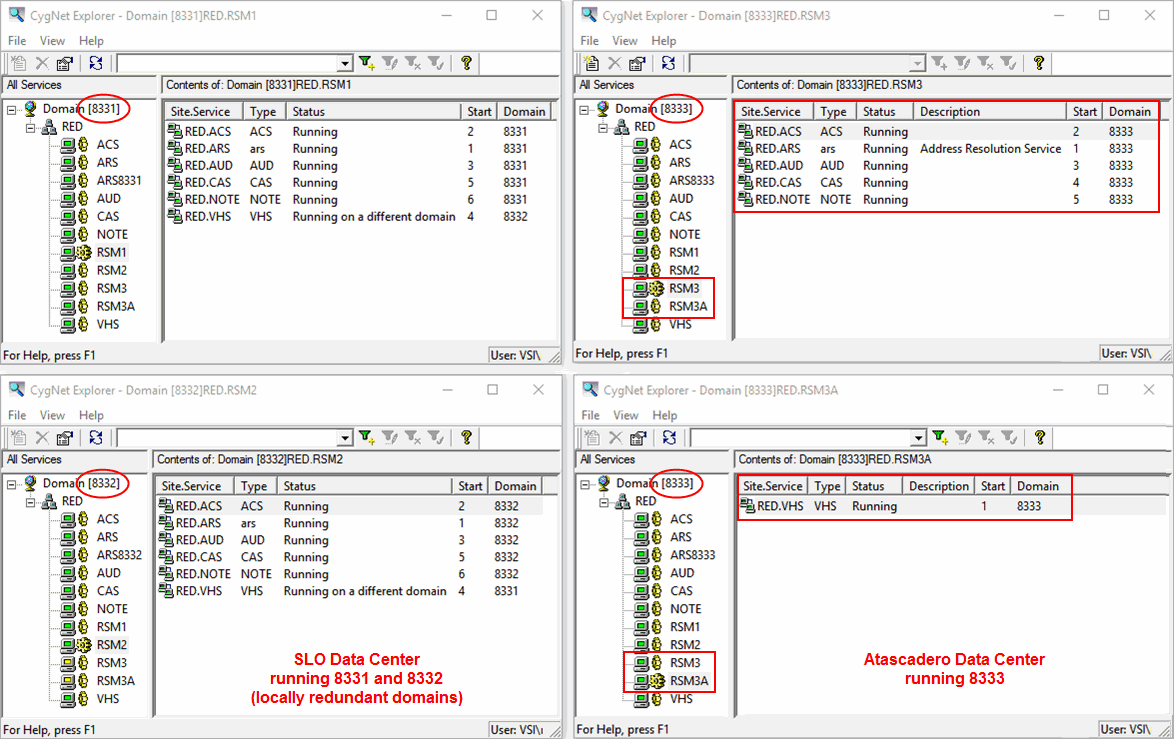 CygNet Explorer - Domain [8331]RED.RSM1
File View Help
All Services
Contents of: Domain [8331]RED.RSM1
Domain [8331]
RED
ACS
ARS
ARS8331
AUD
CAS
NOTE
RSM1
RSM2
RSM3
RSM3A
VHS
Site.Service Type Status Start Domain
RED.ACS ACS Running 2 8331
RED.ARS ars Running 1 8331
RED.AUD AUD Running 3 8331
RED.CAS CAS Running 5 8331
RED.NOTE NOTE Running 6 8331
RED.VHS VHS Running on a different domain 4 8332
For Help, press F1
User: VSI\
CygNet Explorer - Domain [8333]RED.RSM3
File View Help
All Services
Contents of: Domain [8333]RED.RSM3
Domain [8333]
RED
ACS
ARS
ARS8333
AUD
CAS
NOTE
RSM1
RSM2
RSM3
RSM3A
VHS
Site.Service Type Status Description Start Domain
RED.ACS ACS Running 2 8333
RED.ARS ars Running Address Resolution Service 1 8333
RED.AUD AUD Running 3 8333
RED.CAS CAS Running 4 8333
RED.NOTE NOTE Running 5 8333
For Help, press F1
User: VSI\
CygNet Explorer - Domain [8332]RED.RSM2
File View Help
All Services
Contents of: Domain [8332]RED.RSM2
Domain [8332]
RED
ACS
ARS
ARS8332
AUD
CAS
NOTE
RSM1
RSM2
RSM3
RSM3A
VHS
Site.Service Type Status Start Domain
RED.ACS ACS Running 2 8332
RED.ARS ars Running 1 8332
RED.AUD AUD Running 3 8332
RED.CAS CAS Running 5 8332
RED.NOTE NOTE Running 6 8332
RED.VHS VHS Running on a different domain 4 8331
SLO Data Center
running 8331 and 8332
(locally redundant domains)
For Help, press F1
User: VSI\
CygNet Explorer - Domain [8333]RED.RSM3A
File View Help
All Services
Contents of: Domain [8333]RED.RSM3A
Domain [8333]
RED
ACS
ARS
ARS8333
AUD
CAS
NOTE
RSM1
RSM2
RSM3
RSM3A
VHS
Site.Service Type Status Description Start Domain
RED.VHS VHS Running 1 8333
Atascadero Data Center
running 8333
For Help, press F1
User: VSI\